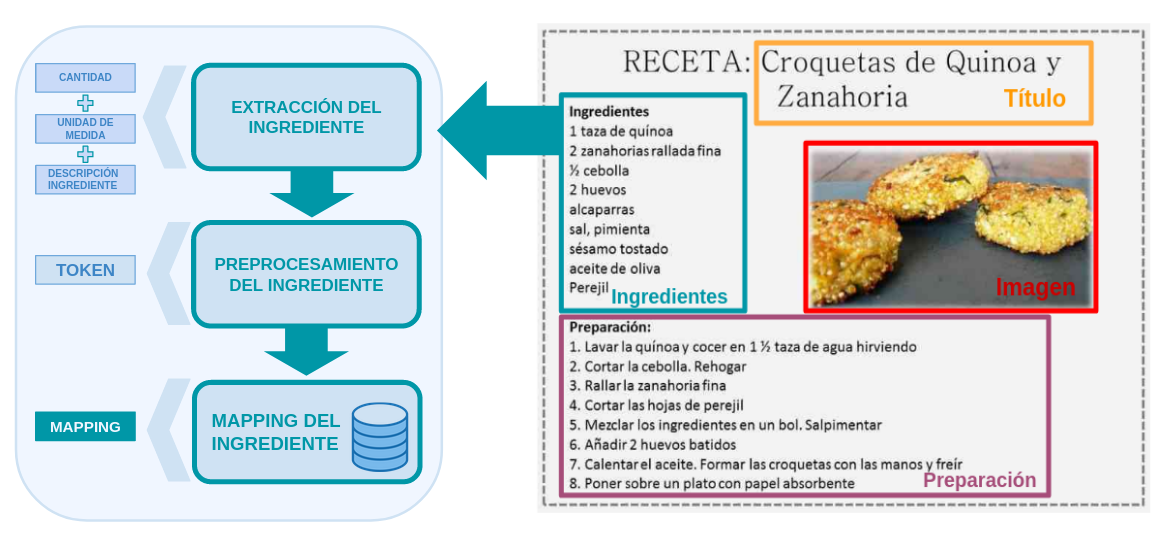 CANTIDAD
UNIDAD DE
MEDIDA
DESCRIPCIÓN
INGREDIENTE
EXTRACCIÓN DEL
INGREDIENTE
TOKEN
PREPROCESAMIENTO
DEL INGREDIENTE
MAPPING
MAPPING DEL
INGREDIENTE
RECETA: Croquetas de Quinoa y
Zanahoria
Título
Ingredientes
1 taza de quínoa
2 zanahorias rallada fina
½ cebolla
2 huevos
alcaparras
sal, pimienta
sésamo tostado
aceite de oliva
Perejil
Ingredientes
Imagen
Preparación:
1. Lavar la quínoa y cocer en 1 ½ taza de agua hirviendo
2. Cortar la cebolla. Rehogar
3. Rallar la zanahoria fina
4. Cortar las hojas de perejil
5. Mezclar los ingredientes en un bol. Salpimentar
6. Añadir 2 huevos batidos
7. Calentar el aceite. Formar las croquetas con las manos y freír
8. Poner sobre un plato con papel absorbente
Preparación